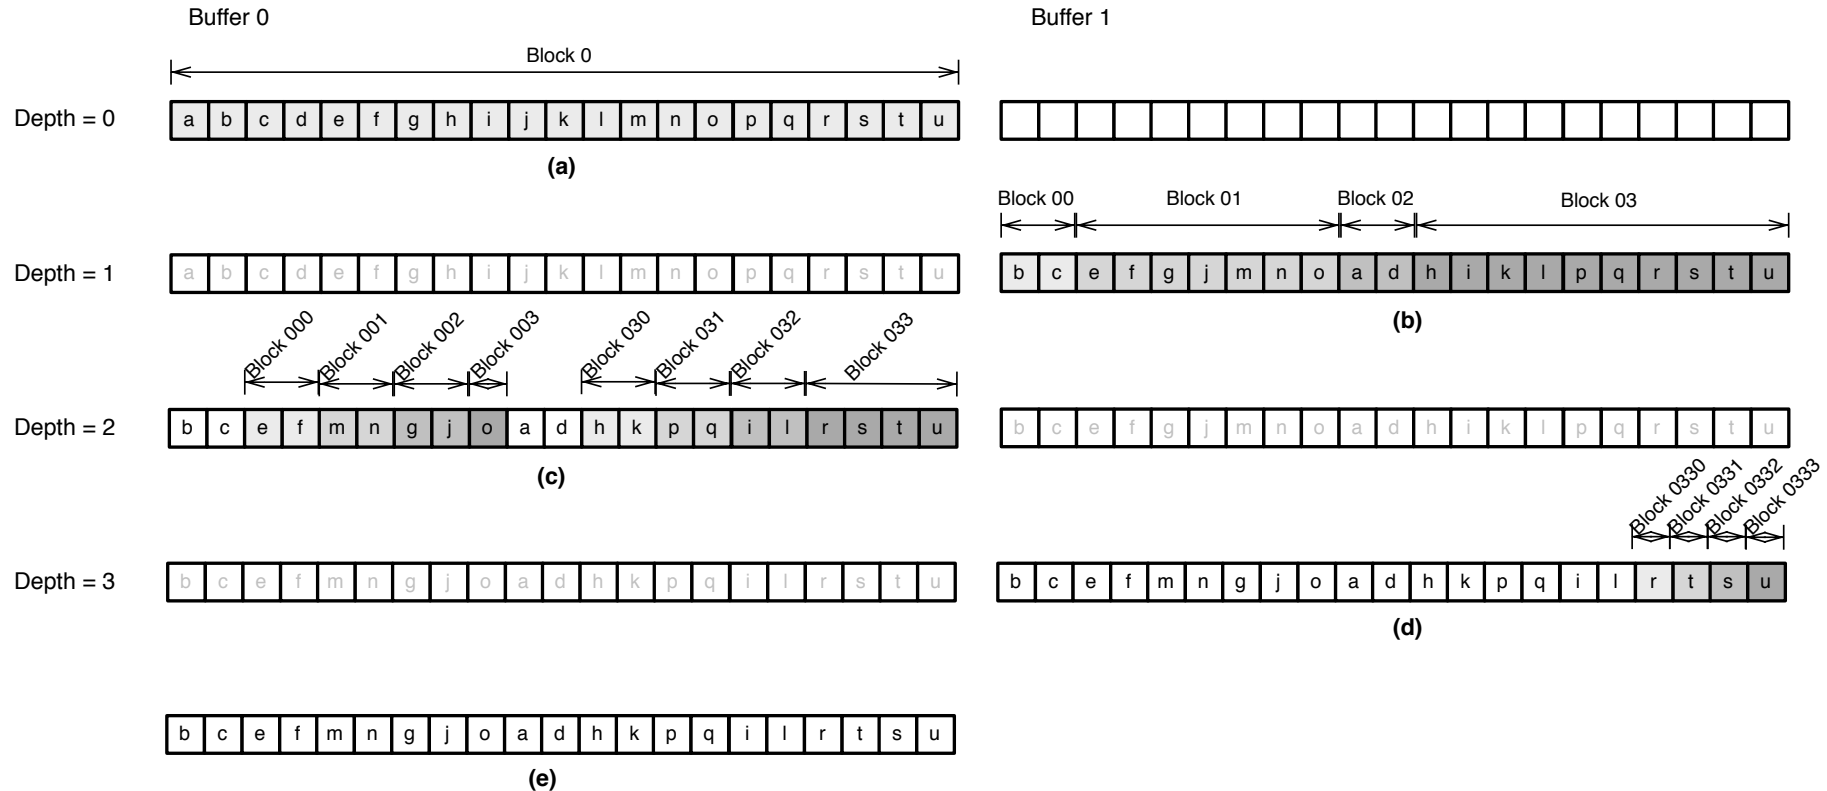 Buffer 0 Buffer 1
Block 0
Depth = 0 a b c d e f g h i j k l m n o p q r s t u
(a)
Block 00 Block 01 Block 02 Block 03
Depth = 1 a b c d e f g h i j k l m n o p q r s t u b c e f g j m n o a d h i k l p q r s t u
(b)
Block 000 Block 001 Block 002 Block 003 Block 030 Block 031 Block 032 Block 033
Depth = 2 b c e f m n g j o a d h k p q i l r s t u b c e f g j m n o a d h i k l p q r s t u
(c)
Block 0330 Block 0331 Block 0332 Block 0333
Depth = 3 b c e f m n g j o a d h k p q i l r s t u b c e f m n g j o a d h k p q i l r t s u
(d)
b c e f m n g j o a d h k p q i l r t s u
(e)